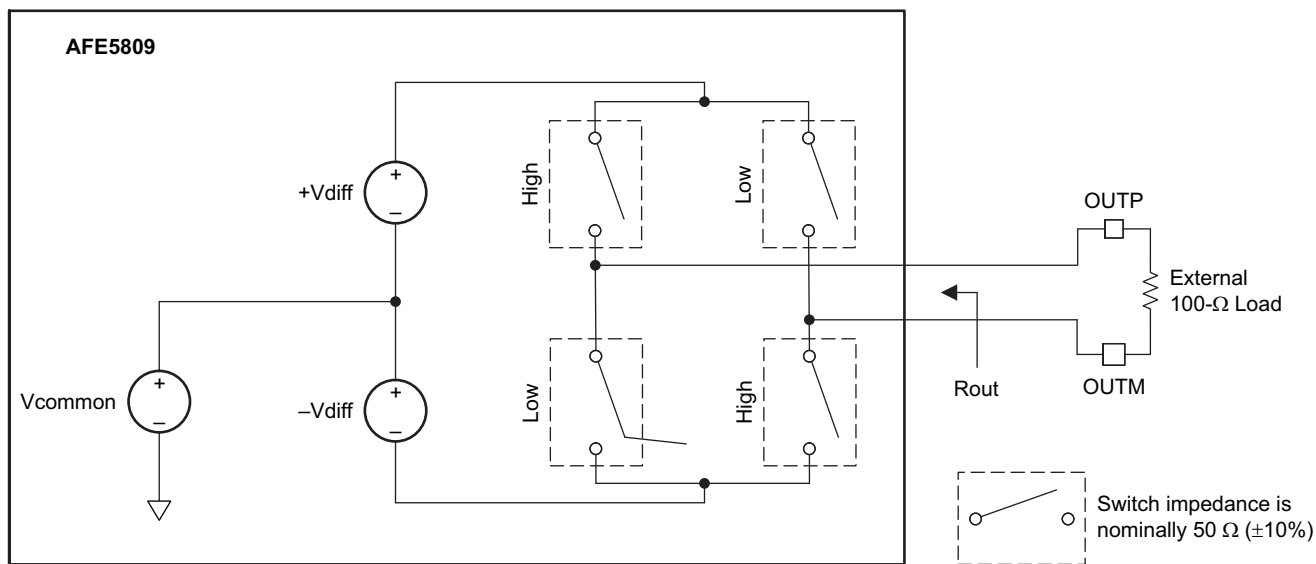 AFE5809
+Vdiff
High
Low
OUTP
External
100-Ω Load
Vcommon
–Vdiff
Low
High
Rout
OUTM
Switch impedance is
nominally 50 Ω (±10%)
+
–
+
–
+
–